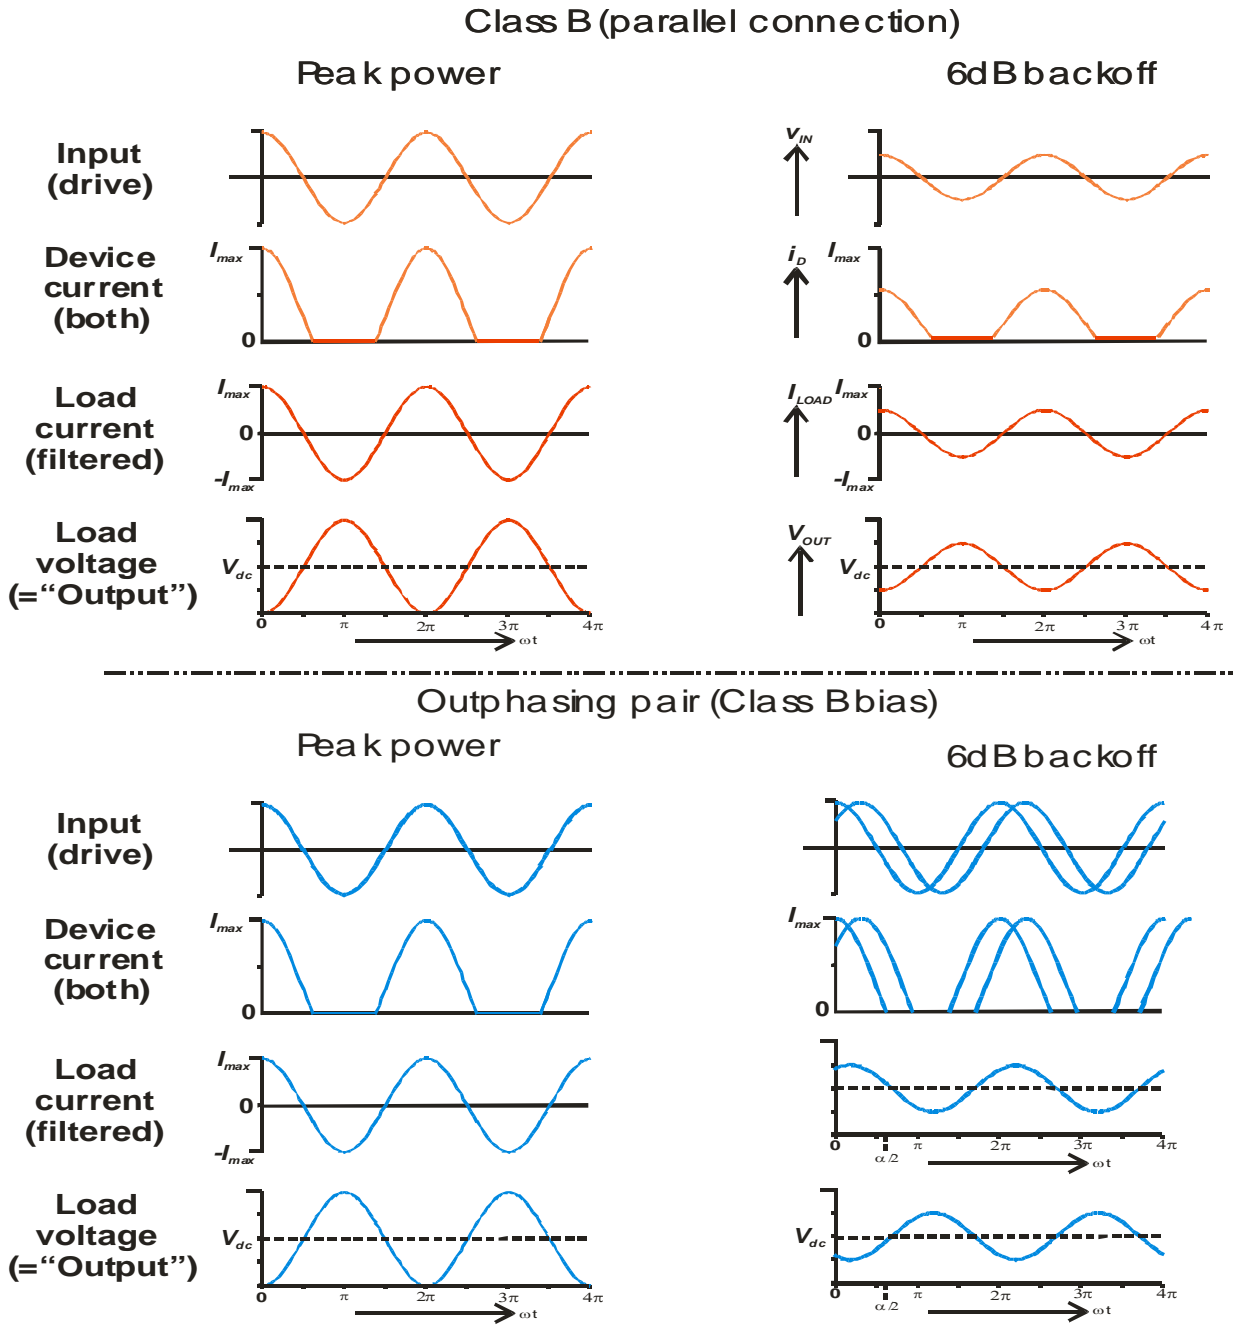 Class B (parallel connection)
Peak power
6dB backoff
Input
(drive)
v_IN
Device
current
(both)
I_max
0
i_D
I_max
0
Load
current
(filtered)
I_max
0
-I_max
I_LOAD
I_max
0
-I_max
Load
voltage
(="Output")
V_dc
0 π 2π 3π 4π
ωt
V_OUT
V_dc
0 π 2π 3π 4π
ωt
Outphasing pair (Class B bias)
Peak power
6dB backoff
Input
(drive)
Device
current
(both)
I_max
0
I_max
0
Load
current
(filtered)
I_max
0
-I_max
0 α/2 π 2π 3π 4π
ωt
Load
voltage
(="Output")
V_dc
0 π 2π 3π 4π
ωt
V_dc
0 α/2 π 2π 3π 4π
ωt